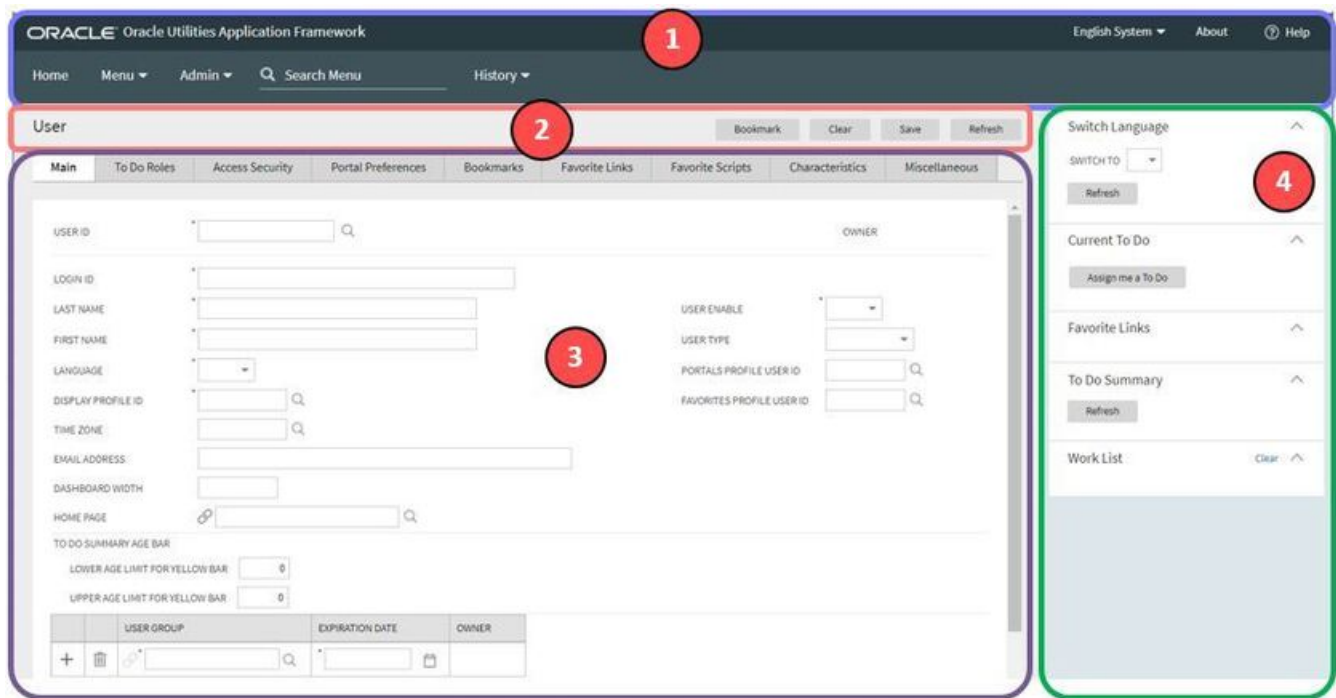 ORACLE Oracle Utilities Application Framework 1 English System About ? Help
Home Menu Admin Search Menu History
User 2 Bookmark Clear Save Refresh
Main To Do Roles Access Security Portal Preferences Bookmarks Favorite Links Favorite Scripts Characteristics Miscellaneous
USER ID * OWNER
LOGIN ID *
LAST NAME * USER ENABLE *
FIRST NAME * USER TYPE
3
LANGUAGE * PORTALS PROFILE USER ID
DISPLAY PROFILE ID * FAVORITES PROFILE USER ID
TIME ZONE
EMAIL ADDRESS
DASHBOARD WIDTH
HOME PAGE
TO DO SUMMARY AGE BAR
LOWER AGE LIMIT FOR YELLOW BAR 0
UPPER AGE LIMIT FOR YELLOW BAR 0
USER GROUP EXPIRATION DATE OWNER
+ * *
Switch Language
SWITCH TO
4
Refresh
Current To Do
Assign me a To Do
Favorite Links
To Do Summary
Refresh
Work List Clear